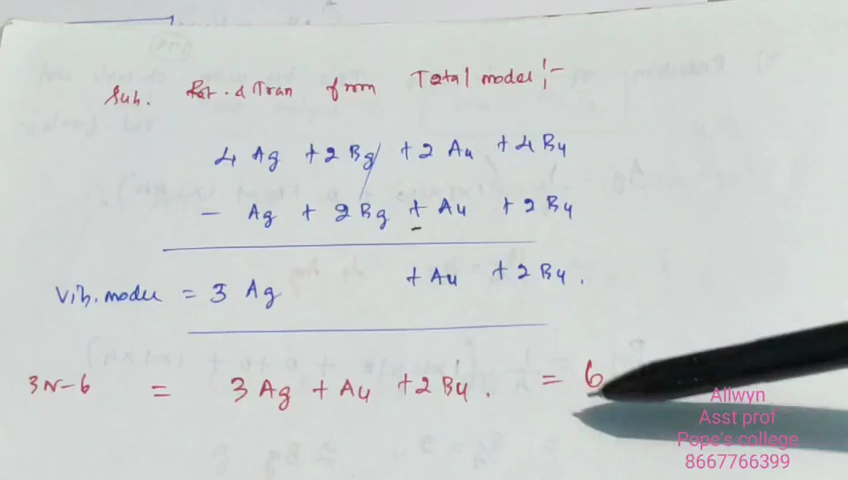 Sub. Rot. & Tran from Total modes :-
4 Ag + 2 Bg + 2 Au + 4 Bu
- Ag + 2 Bg + Au + 2 Bu
Vib. modes = 3 Ag + Au + 2 Bu.
3N-6 = 3 Ag + Au + 2 Bu. = 6
Allwyn
Asst prof
Pope's college
8667766399